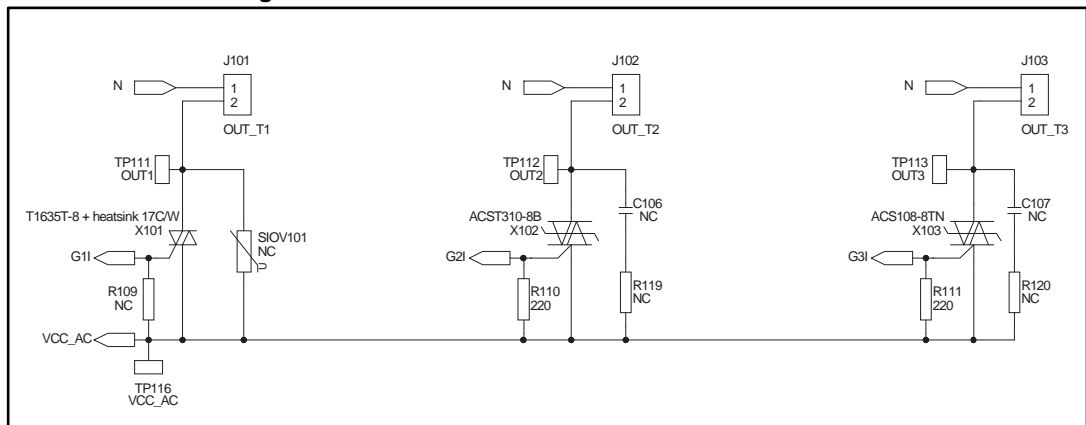 J101
N
1
2
OUT_T1
TP111
OUT1
T1635T-8 + heatsink 17C/W
X101
SIOV101
NC
U
G1I
R109
NC
VCC_AC
TP116
VCC_AC
J102
N
1
2
OUT_T2
TP112
OUT2
C106
NC
ACST310-8B
X102
G2I
R110
220
R119
NC
J103
N
1
2
OUT_T3
TP113
OUT3
C107
NC
ACS108-8TN
X103
G3I
R111
220
R120
NC